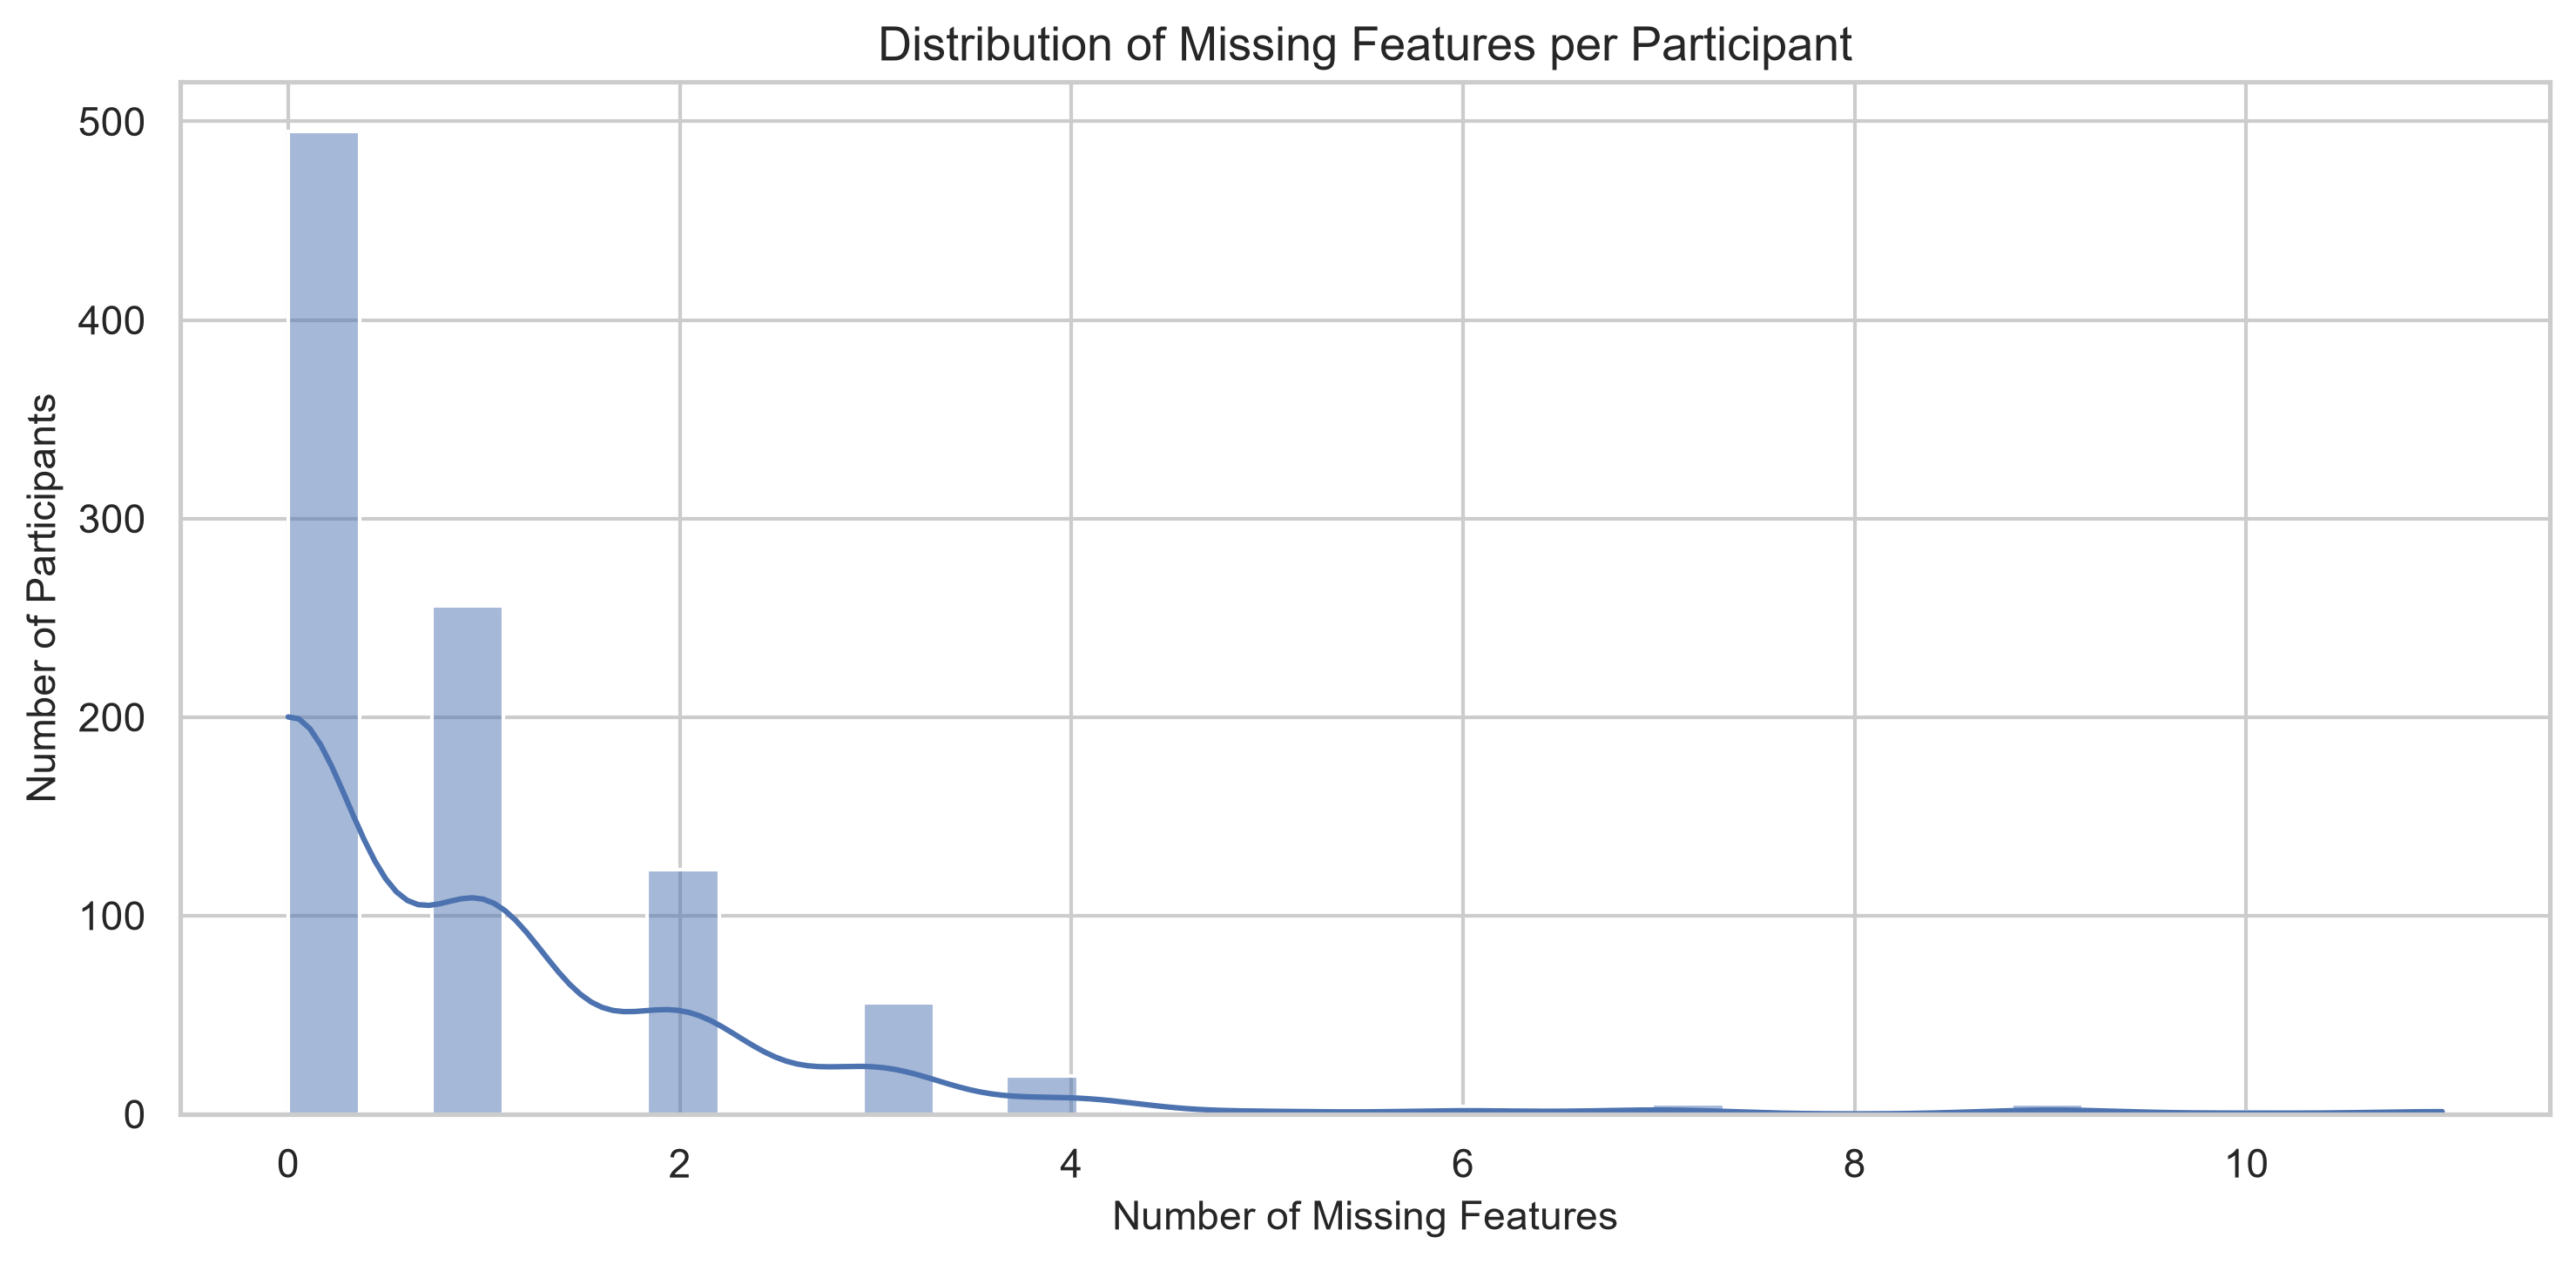 Distribution of Missing Features per Participant
Number of Participants
500
400
300
200
100
0
0 2 4 6 8 10
Number of Missing Features